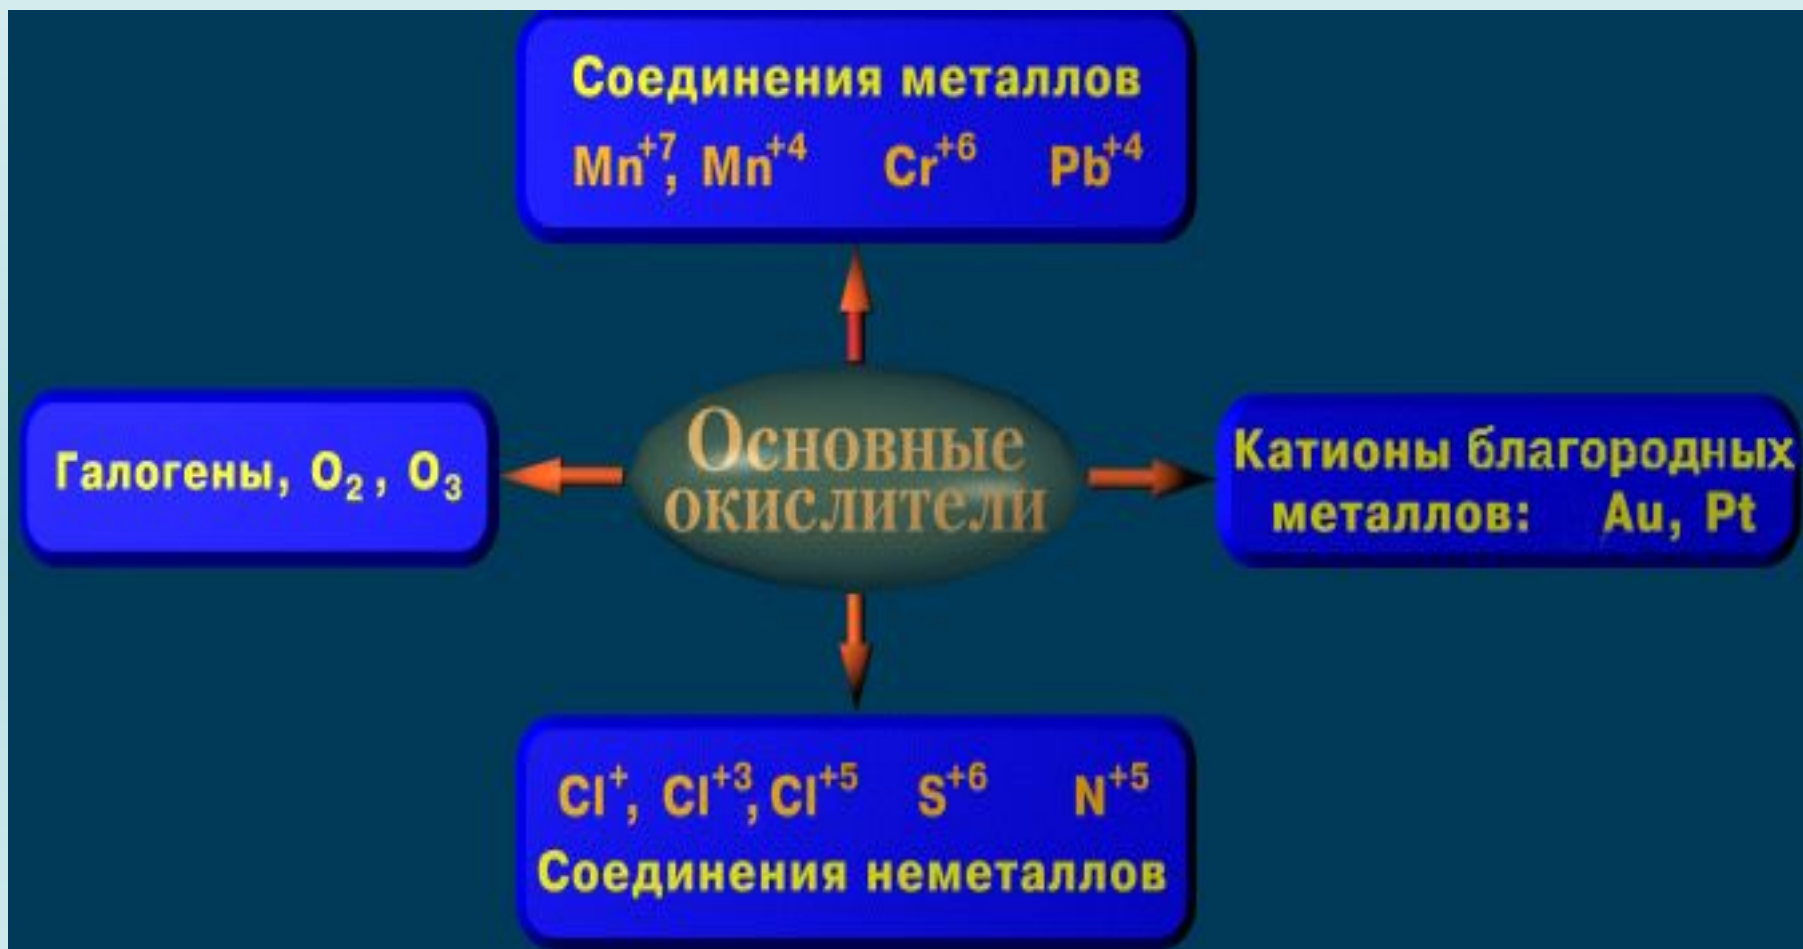 Соединения металлов
Mn⁺⁷, Mn⁺⁴ Cr⁺⁶ Pb⁺⁴
Галогены, O₂, O₃
Основные
окислители
Катионы благородных
металлов: Au, Pt
Cl⁺, Cl⁺³, Cl⁺⁵ S⁺⁶ N⁺⁵
Соединения неметаллов